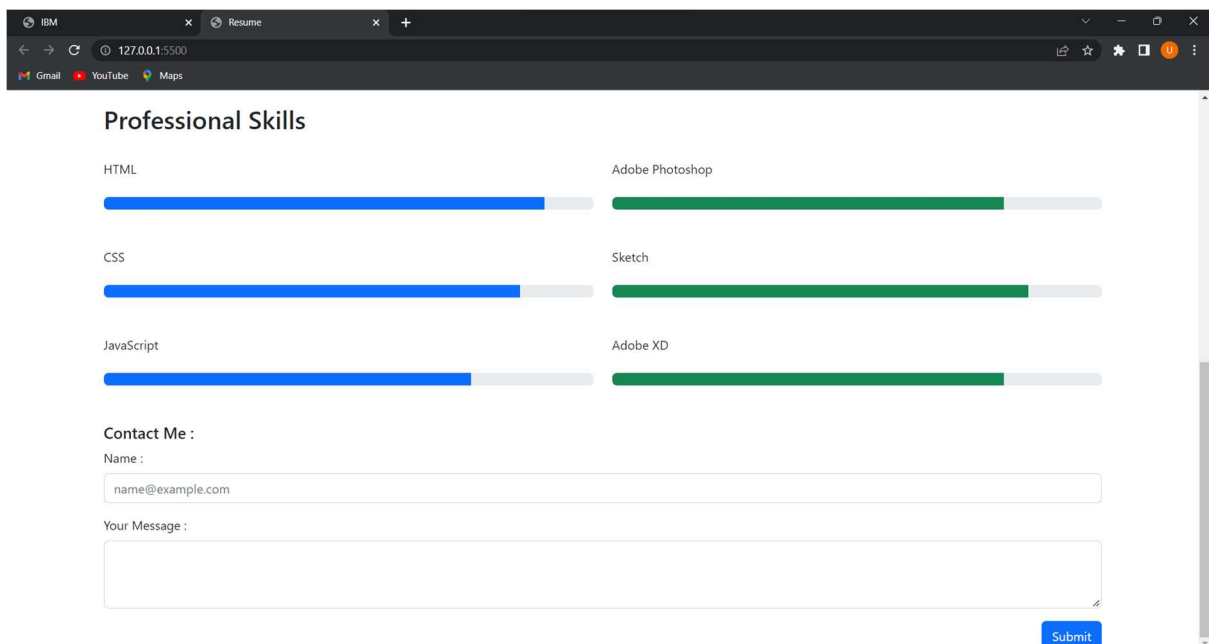 IBM Resume
127.0.0.1:5500 U
Gmail YouTube Maps
Professional Skills
HTML Adobe Photoshop
CSS Sketch
JavaScript Adobe XD
Contact Me :
Name :
name@example.com
Your Message :
Submit